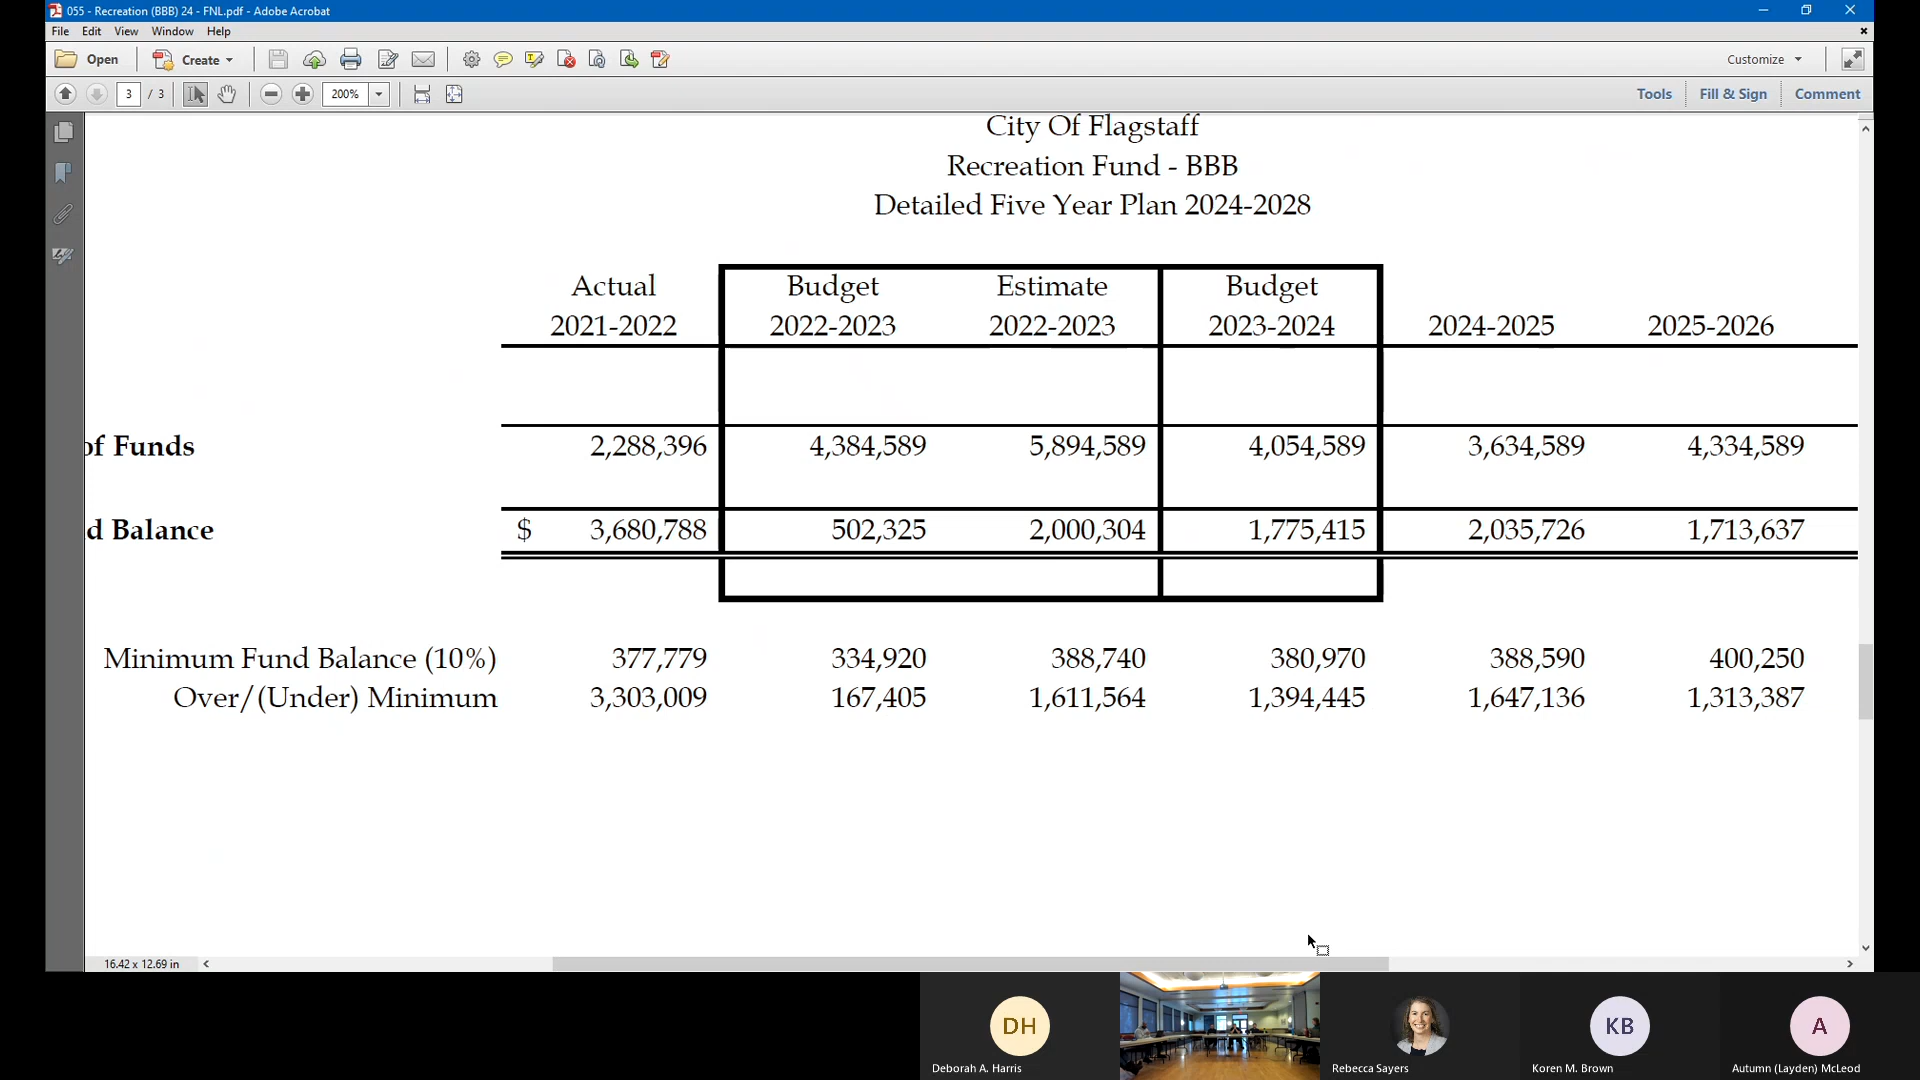 055 - Recreation (BBB) 24 - FNL.pdf - Adobe Acrobat
File Edit View Window Help
Open Create Customize
3 / 3 200% Tools Fill & Sign Comment
City Of Flagstaff
Recreation Fund - BBB
Detailed Five Year Plan 2024-2028
Actual Budget Estimate Budget
2021-2022 2022-2023 2022-2023 2023-2024 2024-2025 2025-2026
of Funds 2,288,396 4,384,589 5,894,589 4,054,589 3,634,589 4,334,589
d Balance $ 3,680,788 502,325 2,000,304 1,775,415 2,035,726 1,713,637
Minimum Fund Balance (10%) 377,779 334,920 388,740 380,970 388,590 400,250
Over/(Under) Minimum 3,303,009 167,405 1,611,564 1,394,445 1,647,136 1,313,387
16.42 x 12.69 in
DH KB A
Deborah A. Harris Rebecca Sayers Koren M. Brown Autumn (Layden) McLeod